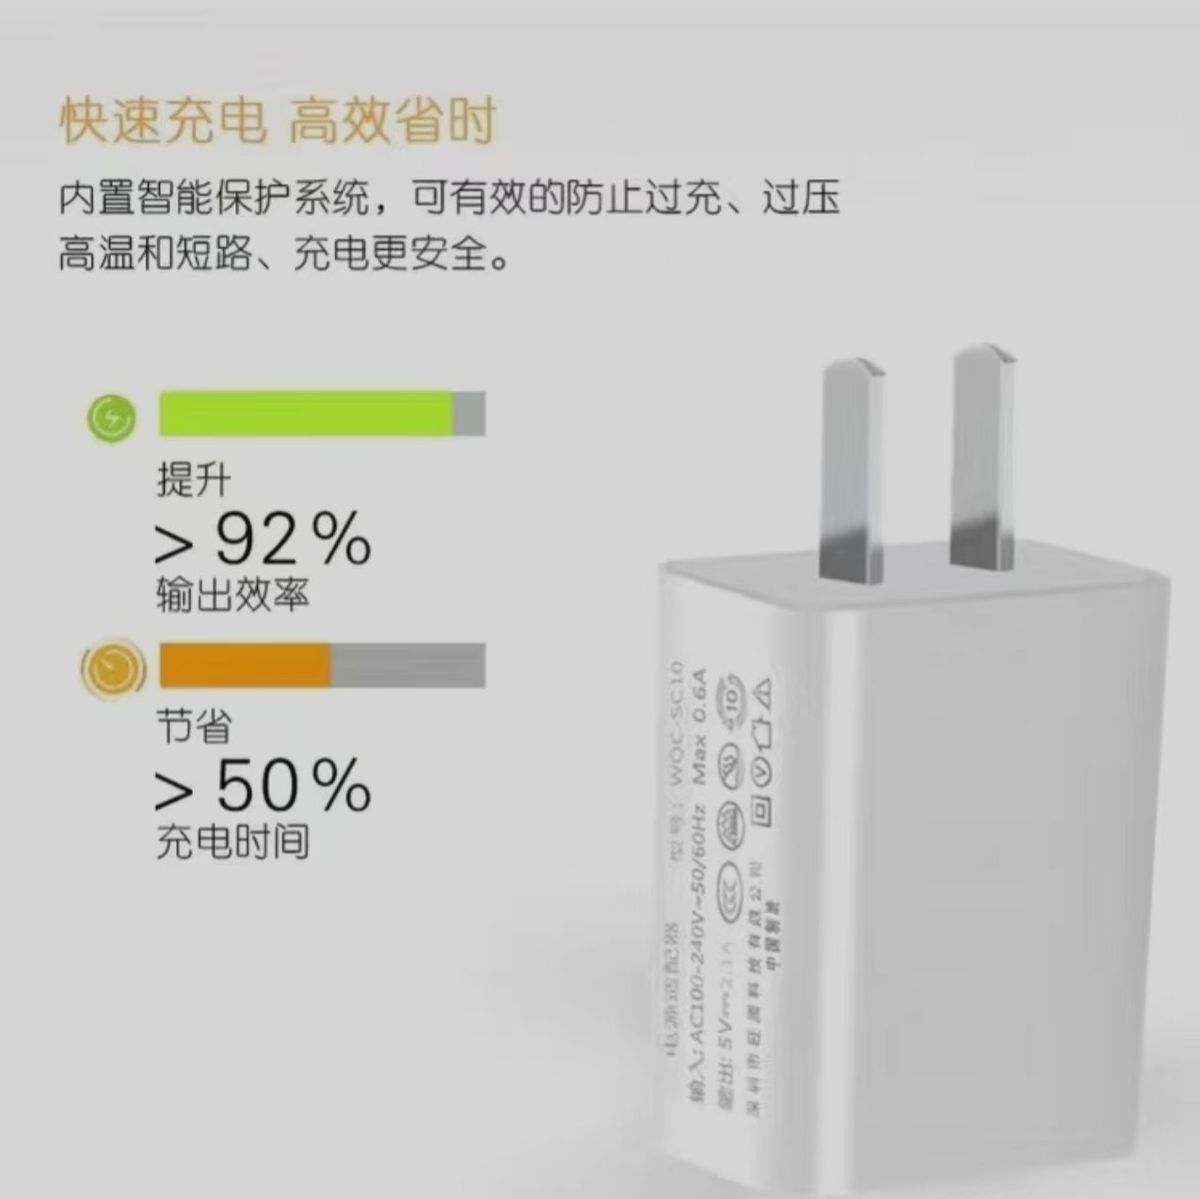 快速充电 高效省时
内置智能保护系统，可有效的防止过充、过压
高温和短路、充电更安全。
提升
> 92%
输出效率
节省
> 50%
充电时间
电源适配器 型号: WOC-SC10
输入: AC100-240V~50/60Hz Max 0.6A
输出: 5V⎓2.1A
10
V
CCC
科技有限公司
中国制造